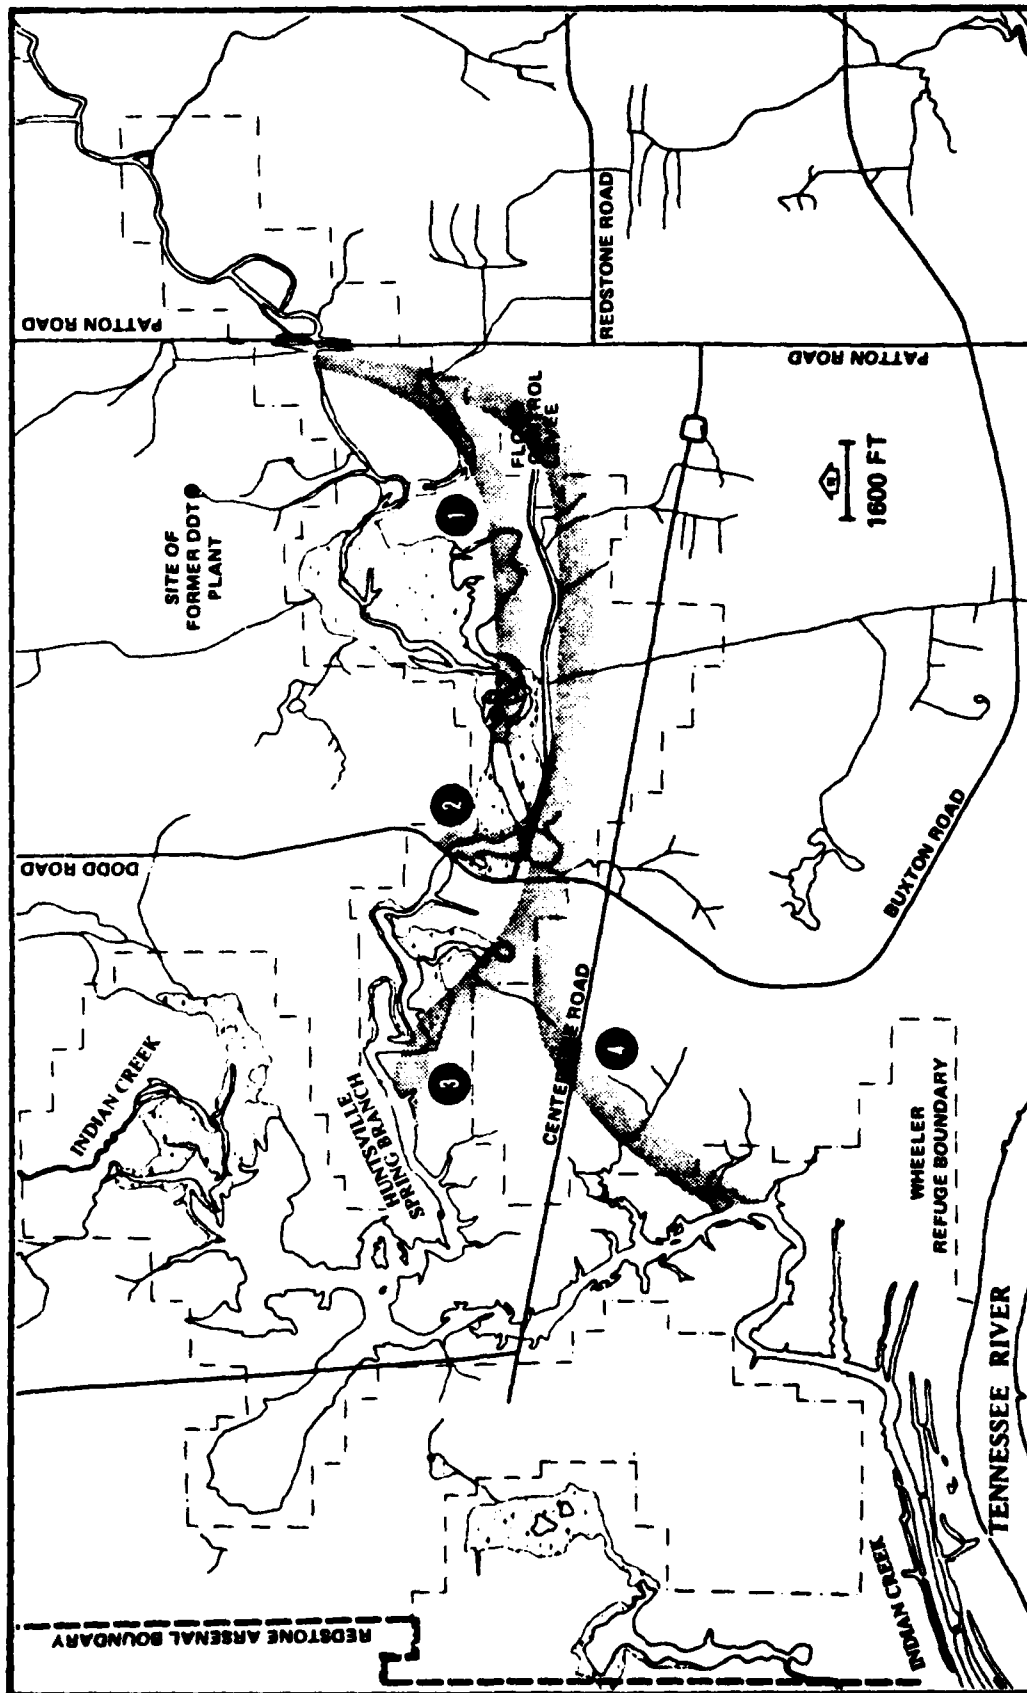 PATTON ROAD
REDSTONE ROAD
PATTON ROAD
SITE OF
FORMER DDT
PLANT
1
N
1600 FT
2
DODD ROAD
BUXTON ROAD
INDIAN CREEK
HUNTSVILLE
SPRING BRANCH
3
4
ROAD
WHEELER
REFUGE BOUNDARY
TENNESSEE RIVER
INDIAN CREEK
REDSTONE ARSENAL BOUNDARY